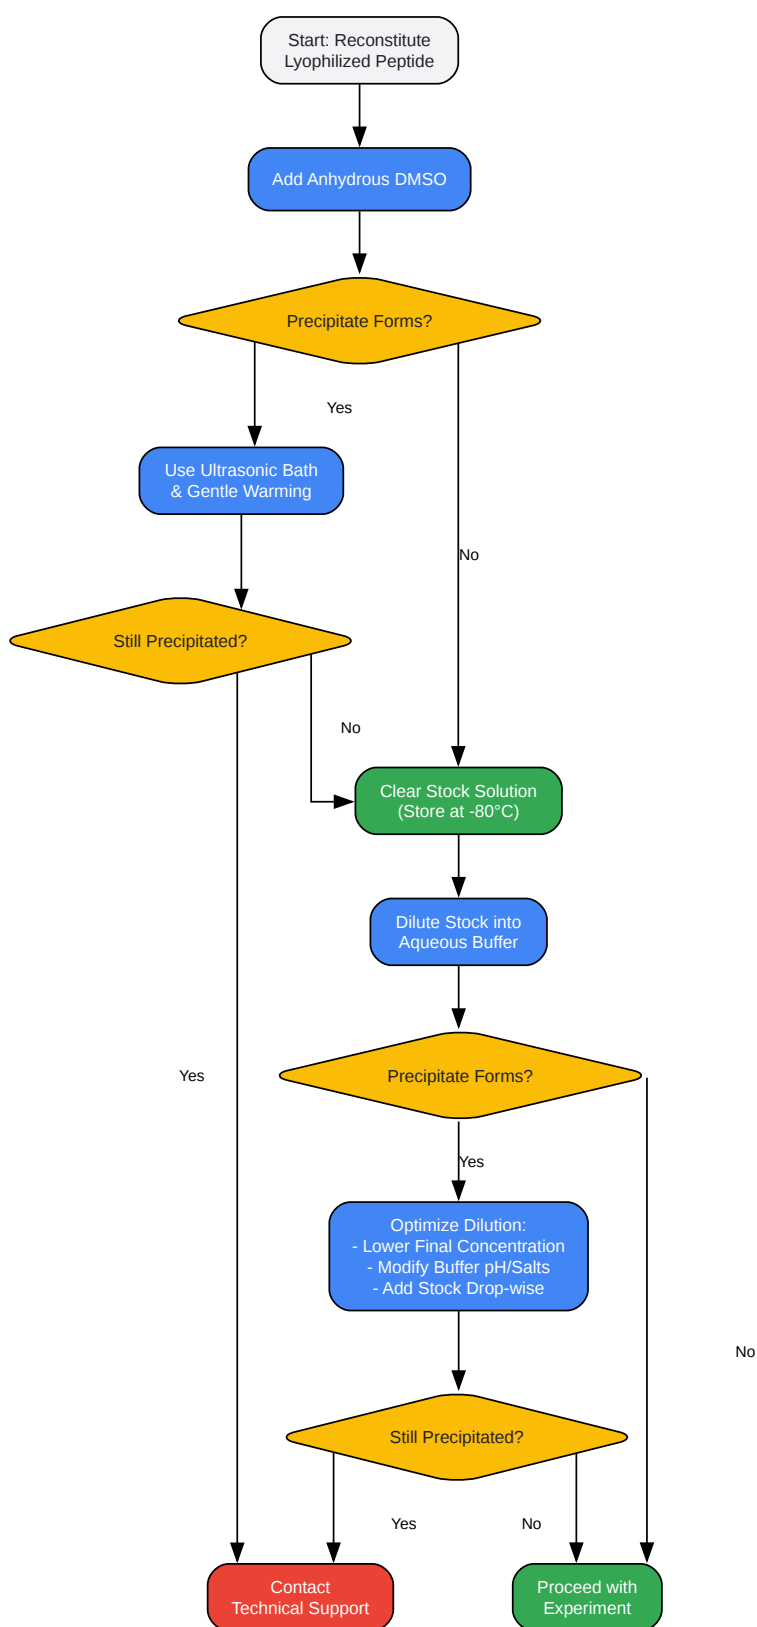 Start: Reconstitute
Lyophilized Peptide
Add Anhydrous DMSO
Precipitate Forms?
Yes
Use Ultrasonic Bath
& Gentle Warming
No
Still Precipitated?
No
Clear Stock Solution
(Store at -80°C)
Dilute Stock into
Aqueous Buffer
Yes
Precipitate Forms?
Yes
Optimize Dilution:
- Lower Final Concentration
- Modify Buffer pH/Salts
- Add Stock Drop-wise
No
Still Precipitated?
Yes
No
Contact
Technical Support
Proceed with
Experiment